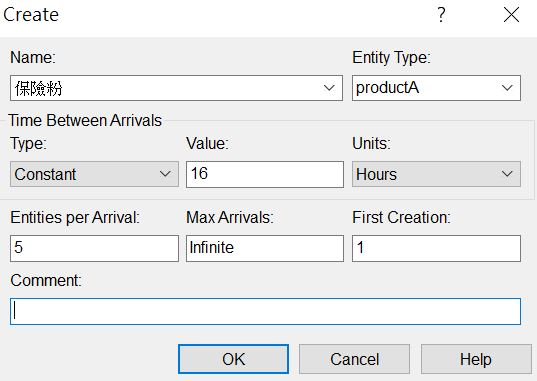 Create ?
Name: Entity Type:
保險粉 productA
Time Between Arrivals
Type: Value: Units:
Constant 16 Hours
Entities per Arrival: Max Arrivals: First Creation:
5 Infinite 1
Comment:
OK Cancel Help